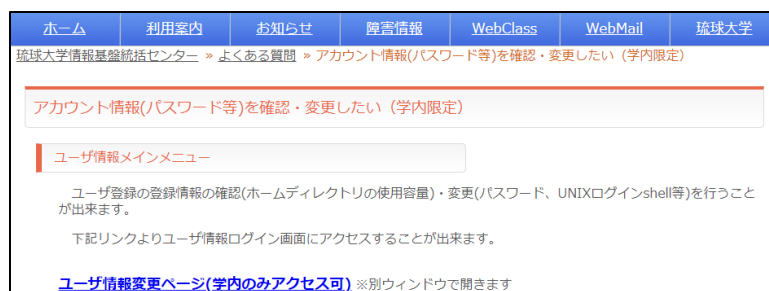 ホーム 利用案内 お知らせ 障害情報 WebClass WebMail 琉球大学
琉球大学情報基盤統括センター » よくある質問 » アカウント情報(パスワード等)を確認・変更したい（学内限定）
アカウント情報(パスワード等)を確認・変更したい（学内限定）
ユーザ情報メインメニュー
ユーザ登録の登録情報の確認(ホームディレクトリの使用容量)・変更(パスワード、UNIXログインshell等)を行うこと
が出来ます。
下記リンクよりユーザ情報ログイン画面にアクセスすることが出来ます。
ユーザ情報変更ページ(学内のみアクセス可) ※別ウィンドウで開きます